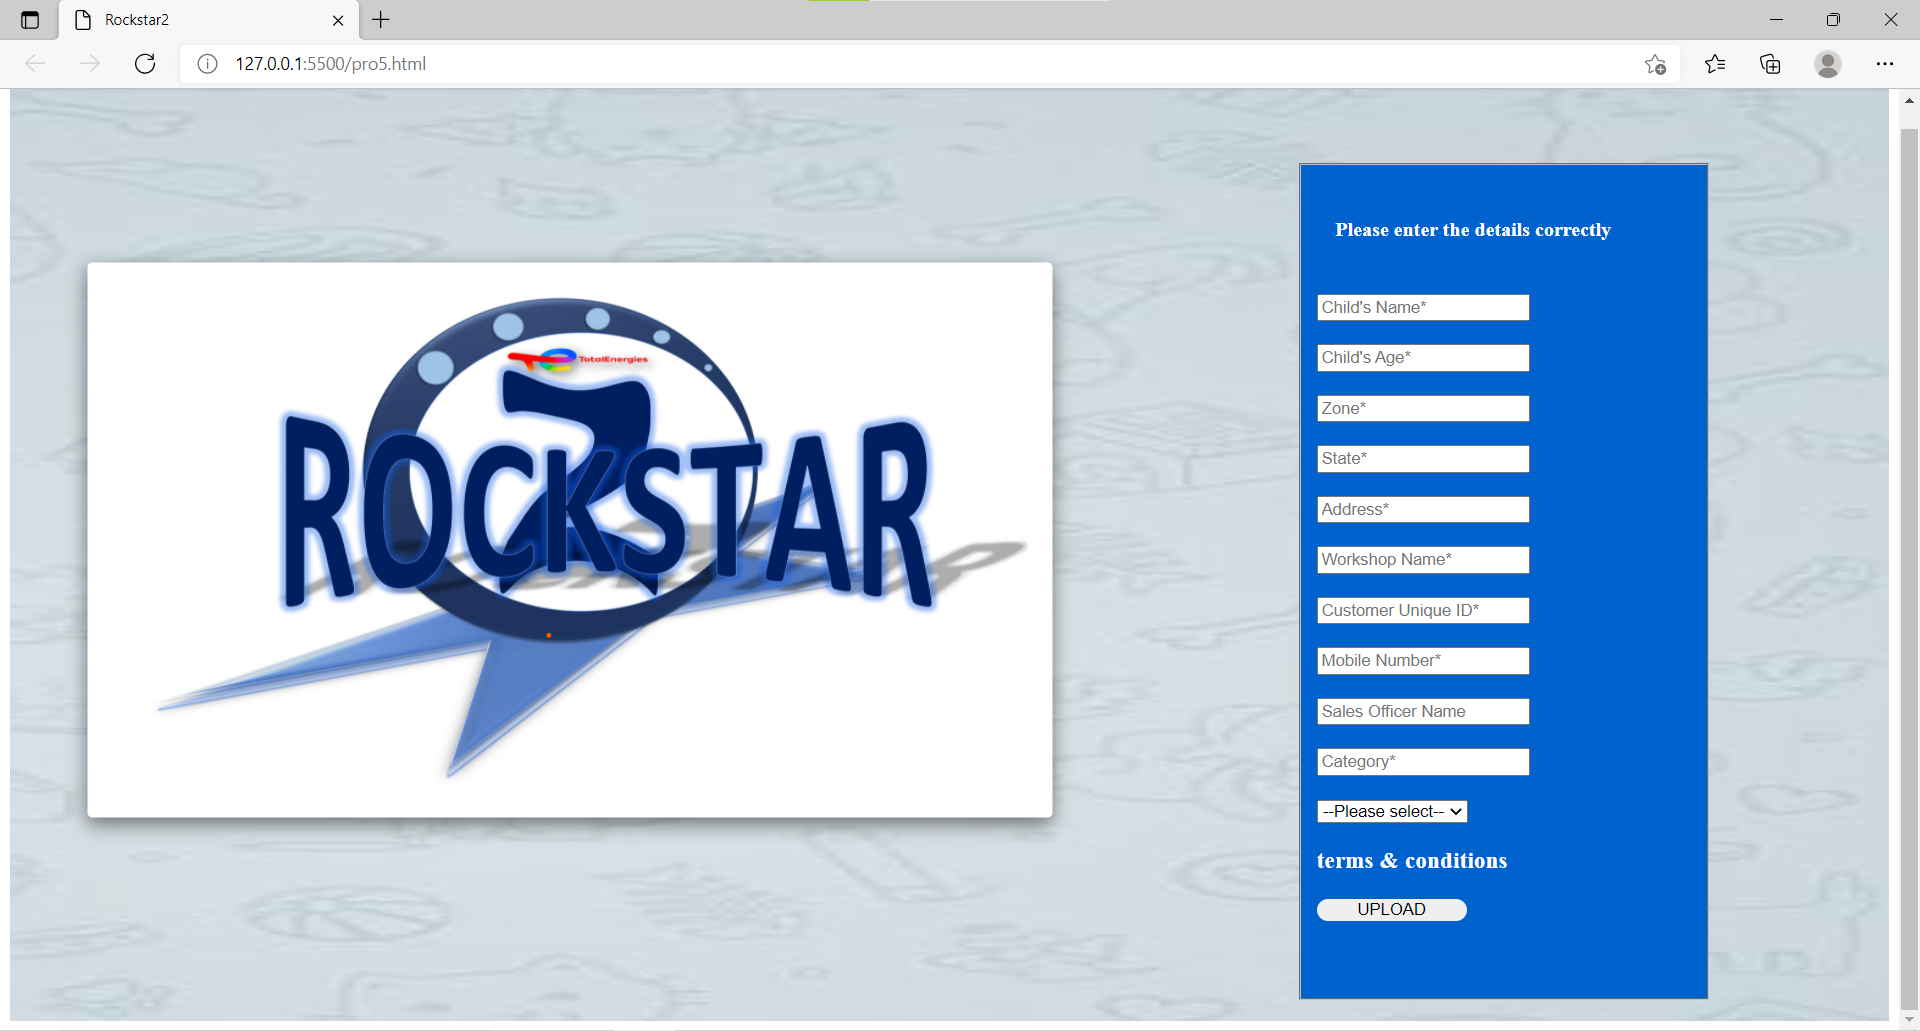 Rockstar2
127.0.0.1:5500/pro5.html
TotalEnergies
2
ROCKSTAR
Please enter the details correctly
Child's Name*
Child's Age*
Zone*
State*
Address*
Workshop Name*
Customer Unique ID*
Mobile Number*
Sales Officer Name
Category*
--Please select--
terms & conditions
UPLOAD